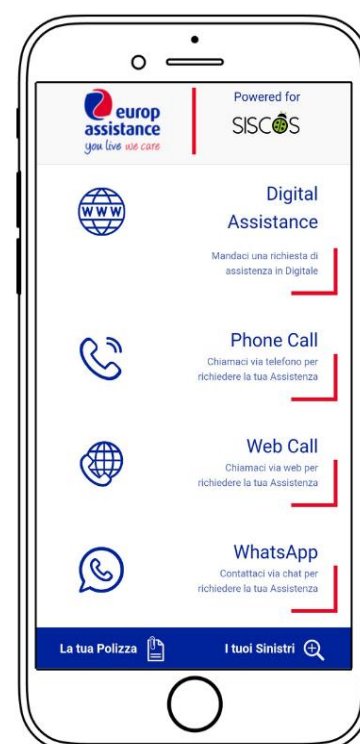 europ
assistance
you live we care
Powered for
SISCOS
WWW
Digital
Assistance
Mandaci una richiesta di
assistenza in Digitale
Phone Call
Chiamaci via telefono per
richiedere la tua Assistenza
Web Call
Chiamaci via web per
richiedere la tua Assistenza
WhatsApp
Contattaci via chat per
richiedere la tua Assistenza
La tua Polizza
I tuoi Sinistri